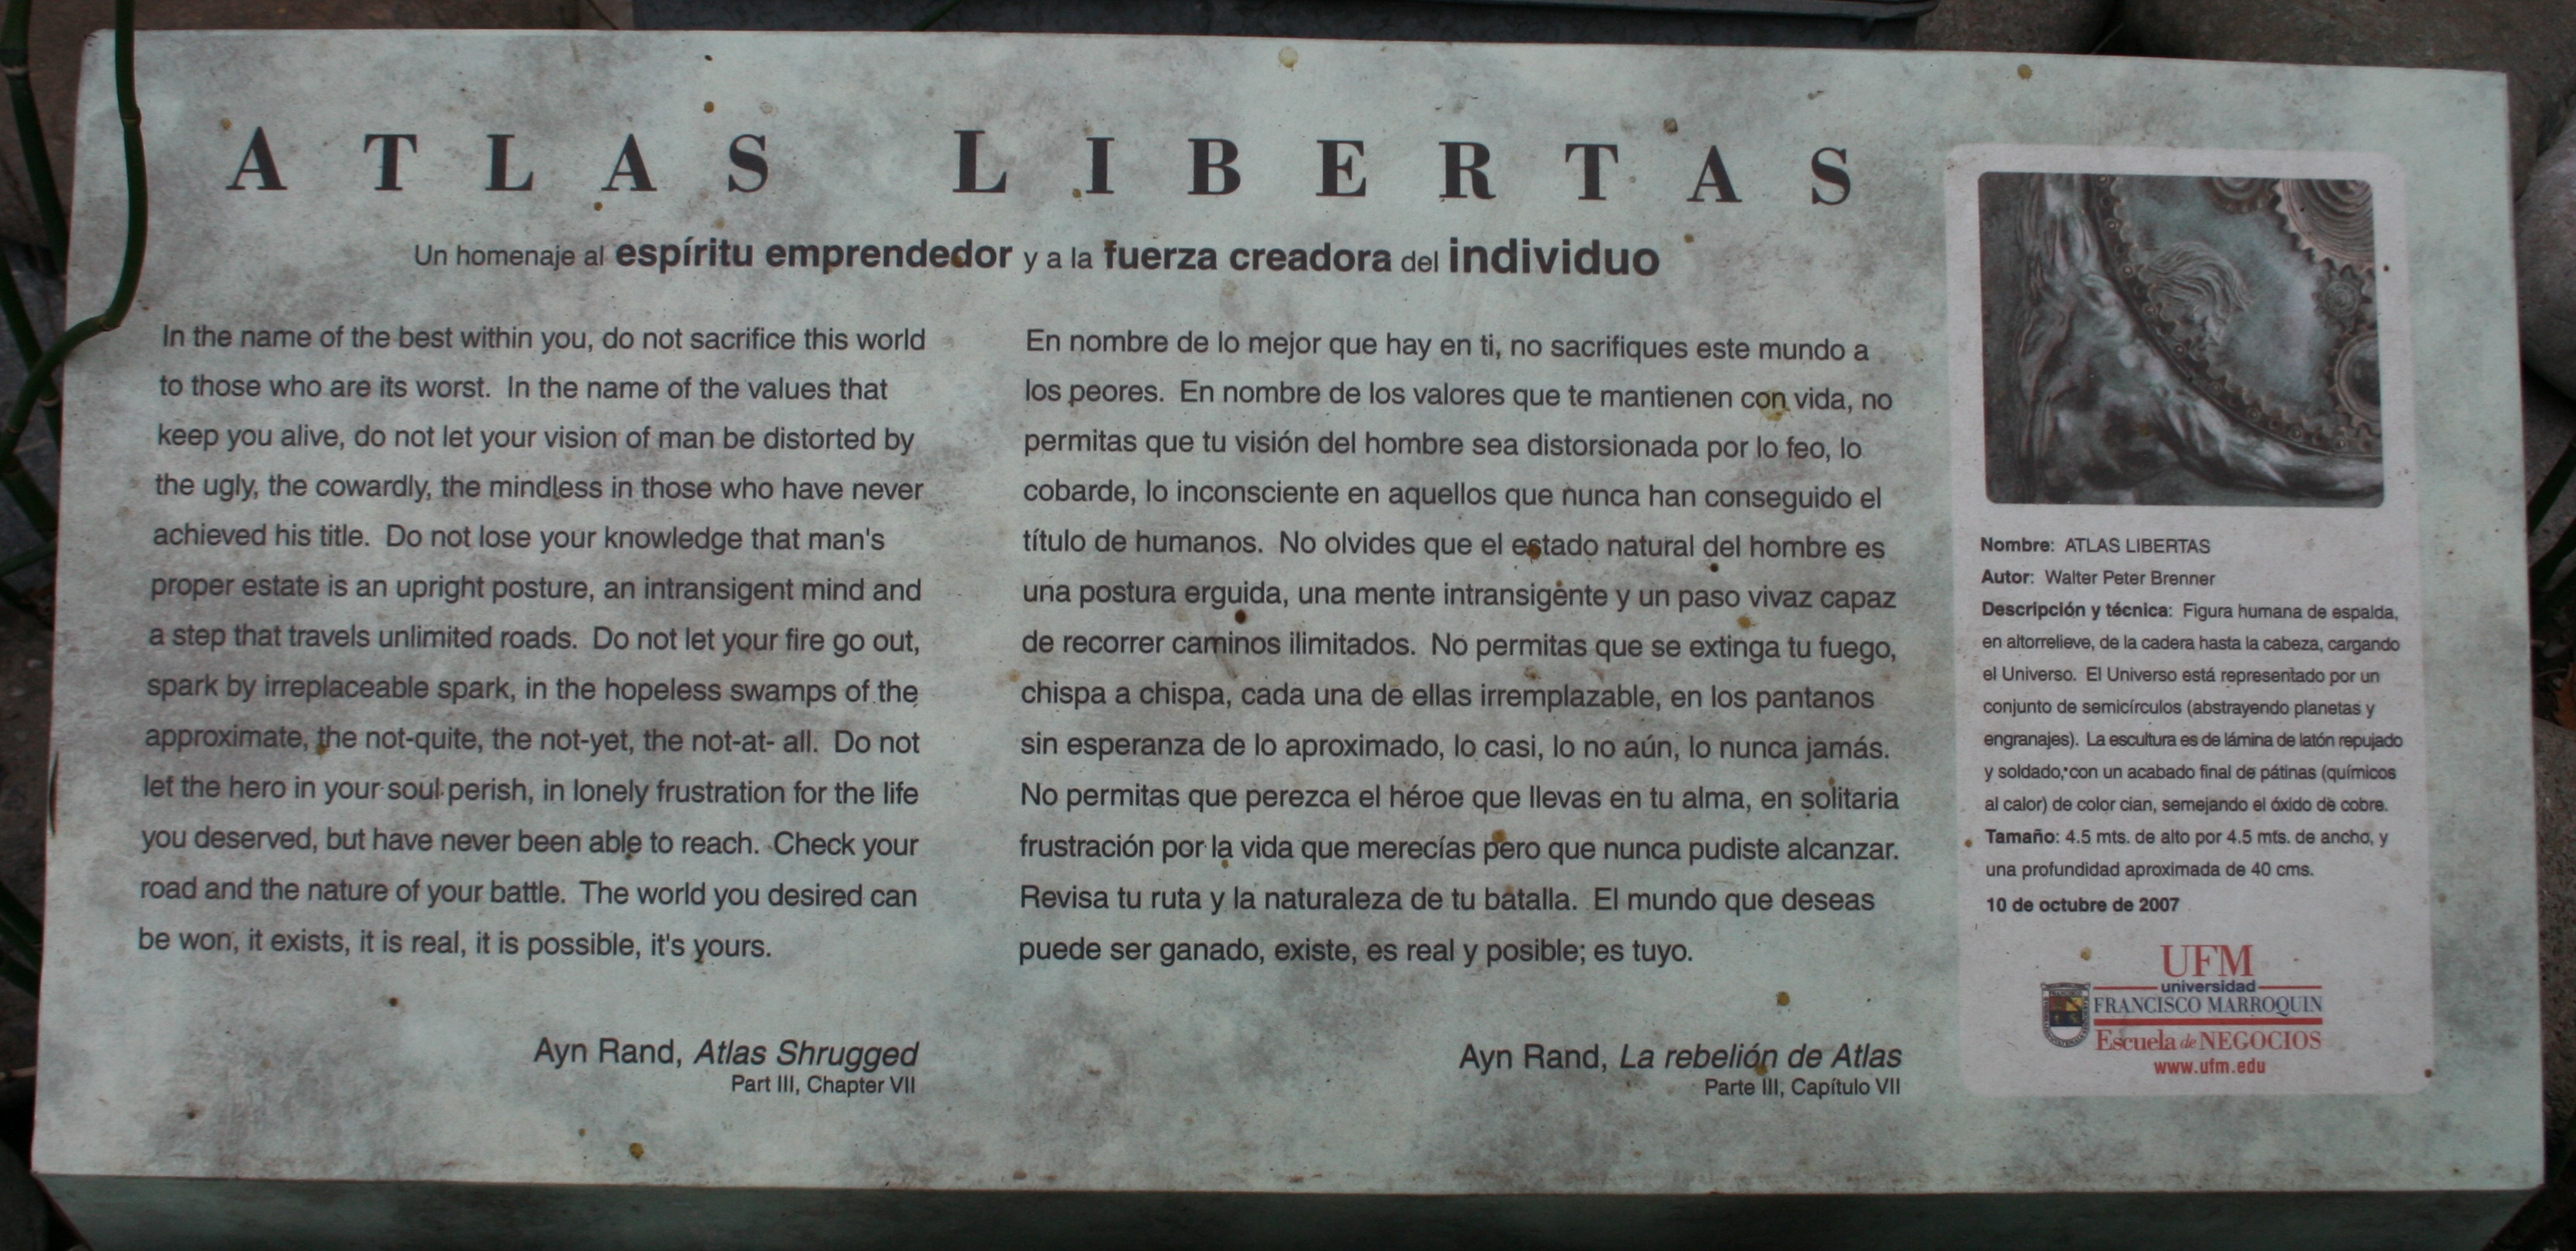 ATLAS LIBERTAS
Un homenaje al espíritu emprendedor y a la fuerza creadora del individuo
In the name of the best within you, do not sacrifice this world
to those who are its worst. In the name of the values that
keep you alive, do not let your vision of man be distorted by
the ugly, the cowardly, the mindless in those who have never
achieved his title. Do not lose your knowledge that man's
proper estate is an upright posture, an intransigent mind and
a step that travels unlimited roads. Do not let your fire go out,
spark by irreplaceable spark, in the hopeless swamps of the
approximate, the not-quite, the not-yet, the not-at- all. Do not
let the hero in your soul perish, in lonely frustration for the life
you deserved, but have never been able to reach. Check your
road and the nature of your battle. The world you desired can
be won, it exists, it is real, it is possible, it's yours.
Ayn Rand, Atlas Shrugged
Part III, Chapter VII
En nombre de lo mejor que hay en ti, no sacrifiques este mundo a
los peores. En nombre de los valores que te mantienen con vida, no
permitas que tu visión del hombre sea distorsionada por lo feo, lo
cobarde, lo inconsciente en aquellos que nunca han conseguido el
título de humanos. No olvides que el estado natural del hombre es
una postura erguida, una mente intransigente y un paso vivaz capaz
de recorrer caminos ilimitados. No permitas que se extinga tu fuego,
chispa a chispa, cada una de ellas irremplazable, en los pantanos
sin esperanza de lo aproximado, lo casi, lo no aún, lo nunca jamás.
No permitas que perezca el héroe que llevas en tu alma, en solitaria
frustración por la vida que merecías pero que nunca pudiste alcanzar.
Revisa tu ruta y la naturaleza de tu batalla. El mundo que deseas
puede ser ganado, existe, es real y posible; es tuyo.
Ayn Rand, La rebelión de Atlas
Parte III, Capítulo VII
Nombre: ATLAS LIBERTAS
Autor: Walter Peter Brenner
Descripción y técnica: Figura humana de espalda,
en altorrelieve, de la cadera hasta la cabeza, cargando
el Universo. El Universo está representado por un
conjunto de semicírculos (abstrayendo planetas y
engranajes). La escultura es de lámina de latón repujado
y soldado, con un acabado final de pátinas (químicos
al calor) de color cian, semejando el óxido de cobre.
Tamaño: 4.5 mts. de alto por 4.5 mts. de ancho, y
una profundidad aproximada de 40 cms.
10 de octubre de 2007
UFM
universidad
FRANCISCO MARROQUIN
Escuela de NEGOCIOS
www.ufm.edu